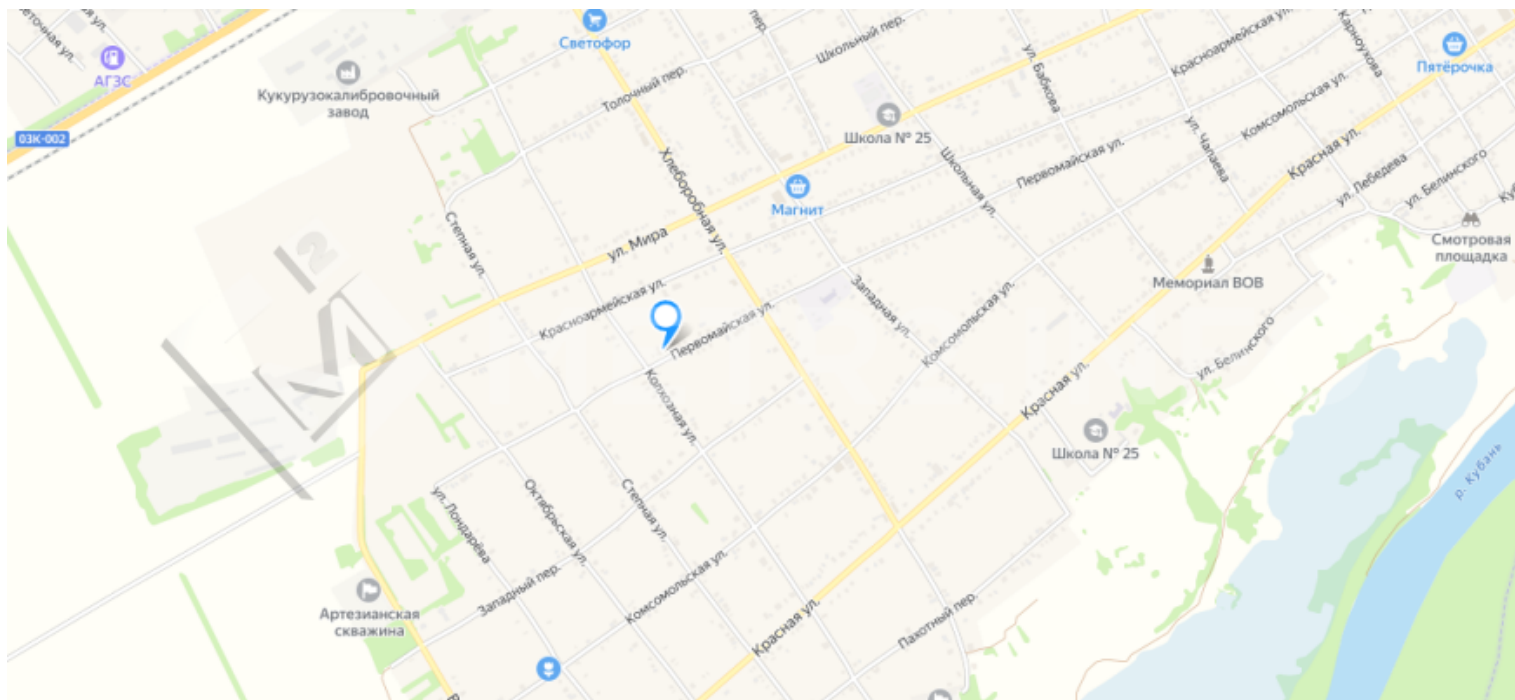 АГЗС
03К-002
Кукурузокалибровочный
завод
Светофор
Толочный пер.
Школьный пер.
пер.
Школа № 25
Магнит
Хлеборобная ул.
ул. Мира
Степная ул.
Красноармейская ул.
Первомайская ул.
Колхозная ул.
ул. Бабкова
Красноармейская ул.
Карноухова
Пятёрочка
Комсомольская ул.
ул. Чапаева
Первомайская ул.
Школьная ул.
Красная ул.
ул. Лебедева
ул. Белинского
Смотровая
площадка
Мемориал ВОВ
Западная ул.
Комсомольская ул.
ул. Белинского
Красная ул.
Школа № 25
р. Кубань
ул. Лондарёва
Октябрьская ул.
Степная ул.
Западный пер.
Комсомольская ул.
Артезианская
скважина
Красная ул.
Пахотный пер.
М2